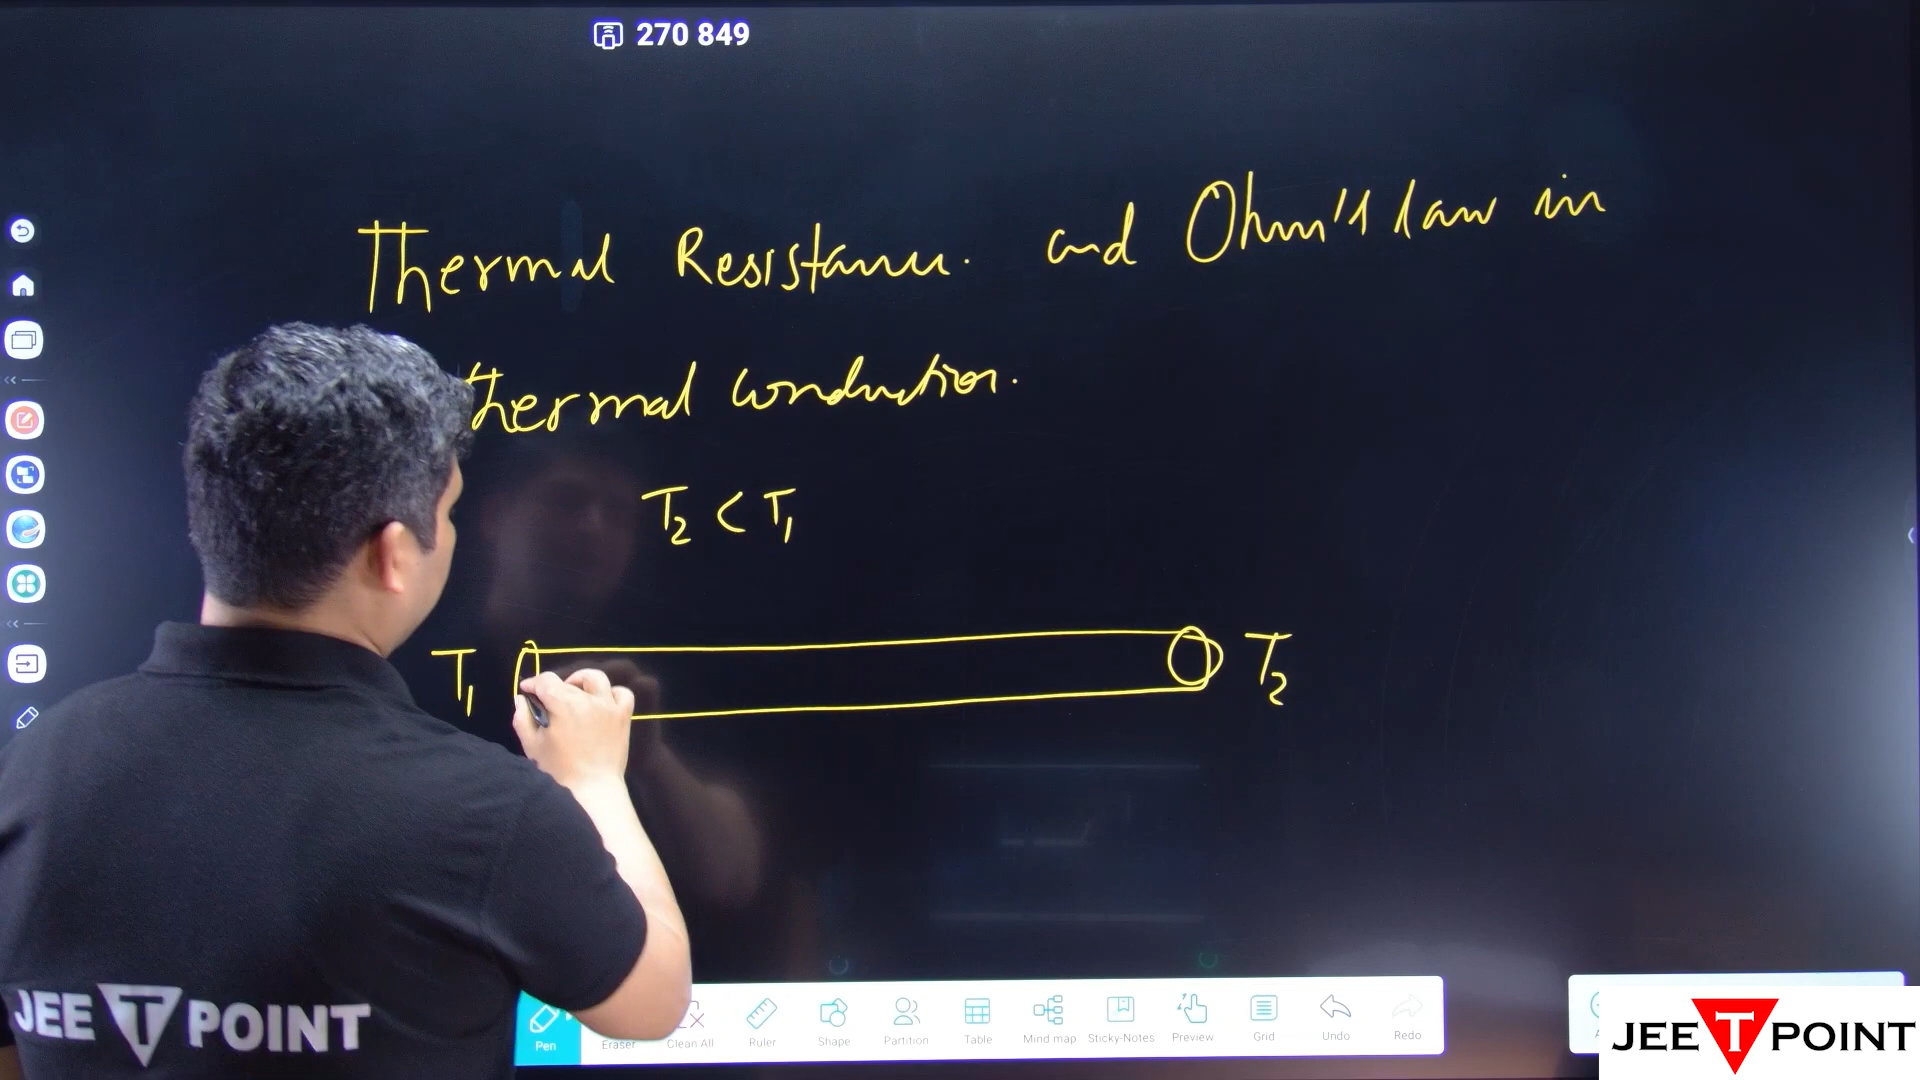 270 849
Thermal Resistance. and Ohm's law in
thermal conduction.
T2 < T1
T1
T2
JEE T POINT
Pen
Eraser
Clean All
Ruler
Shape
Partition
Table
Mind map
Sticky-Notes
Preview
Grid
Undo
Redo
JEE T POINT